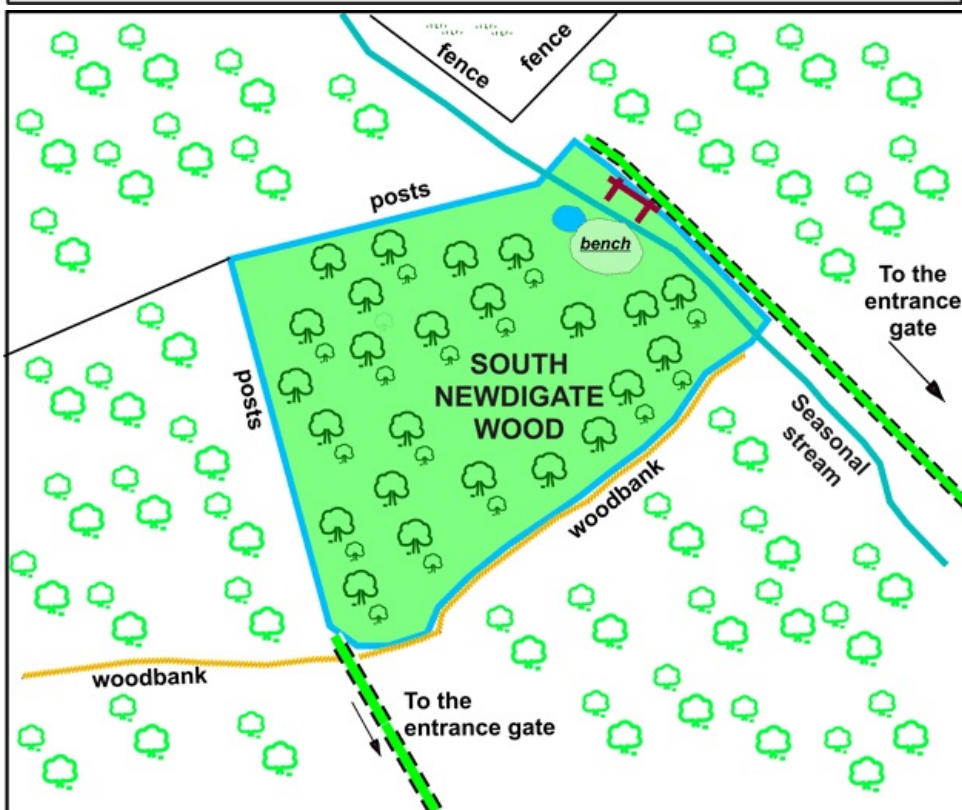 fence
fence
posts
bench
To the
entrance
gate
SOUTH
NEWDIGATE
WOOD
posts
Seasonal
stream
woodbank
woodbank
To the
entrance gate